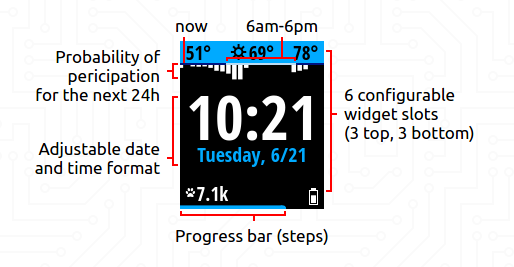 now
6am-6pm
51° 69° 78°
Probability of
pericipation
for the next 24h
10:21
Tuesday, 6/21
Adjustable date
and time format
6 configurable
widget slots
(3 top, 3 bottom)
7.1k
Progress bar (steps)